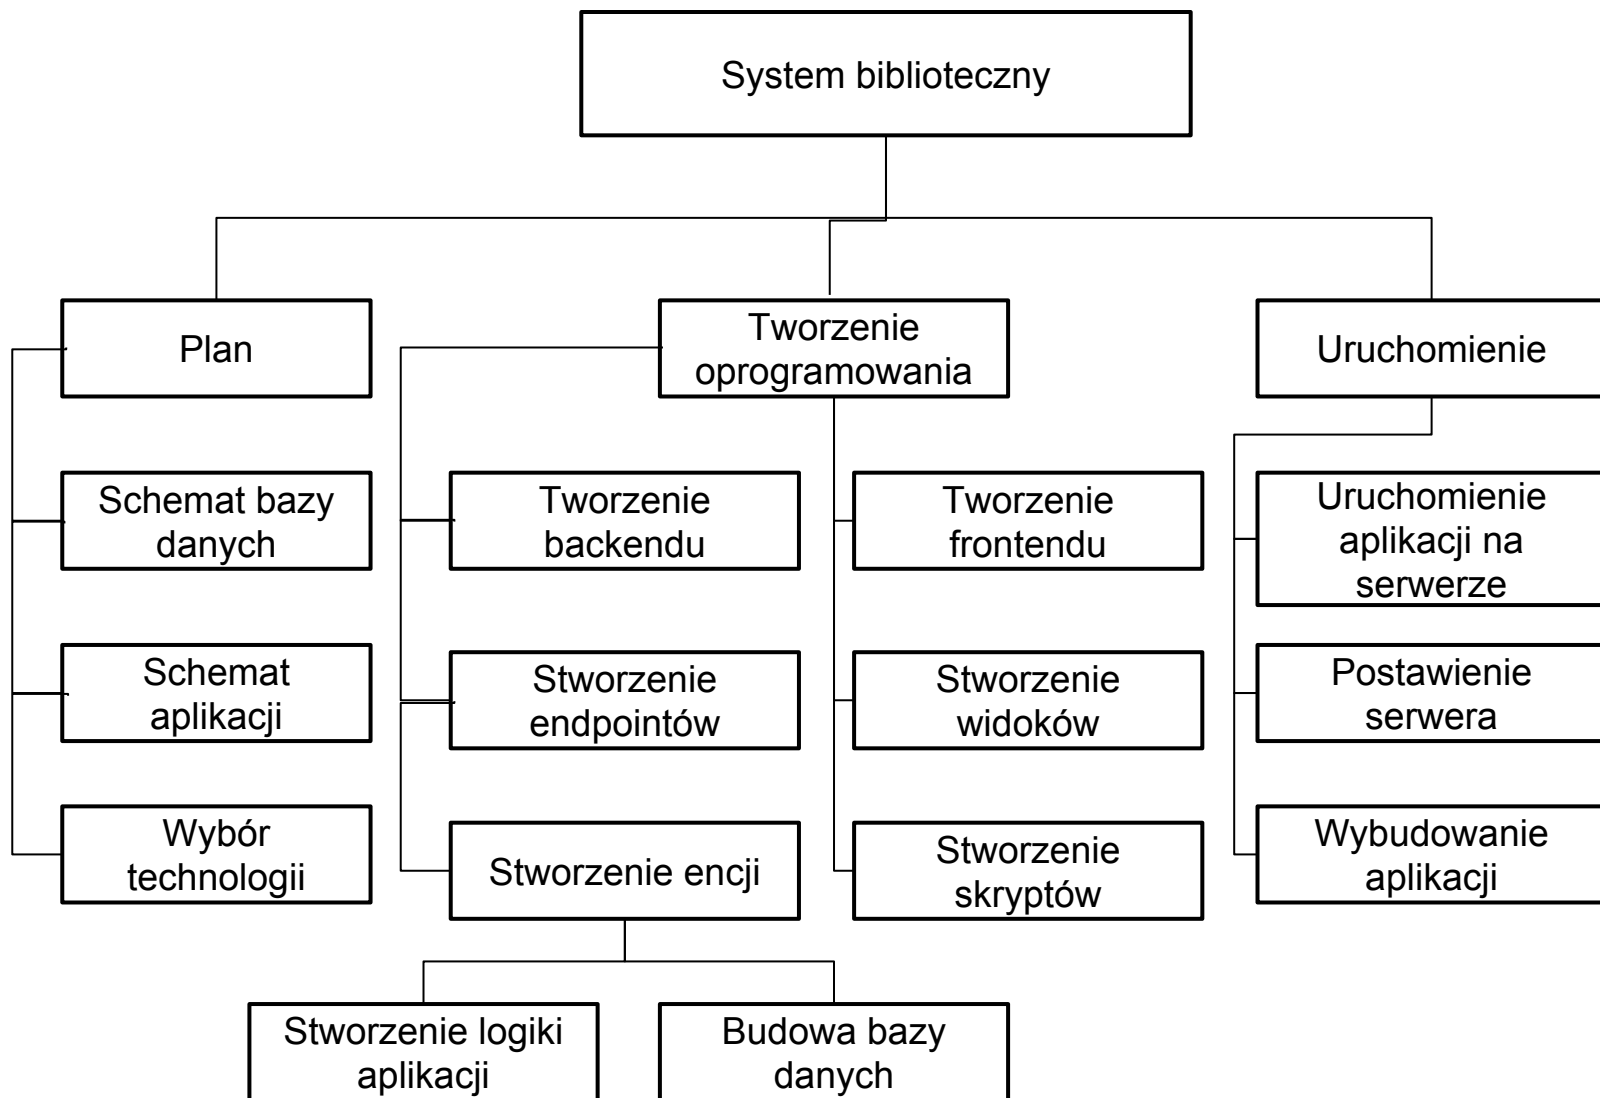 System biblioteczny
Plan
Tworzenie
oprogramowania
Uruchomienie
Schemat bazy
danych
Tworzenie
backendu
Tworzenie
frontendu
Uruchomienie
aplikacji na
serwerze
Schemat
aplikacji
Stworzenie
endpointów
Stworzenie
widoków
Postawienie
serwera
Wybór
technologii
Stworzenie encji
Stworzenie
skryptów
Wybudowanie
aplikacji
Stworzenie logiki
aplikacji
Budowa bazy
danych